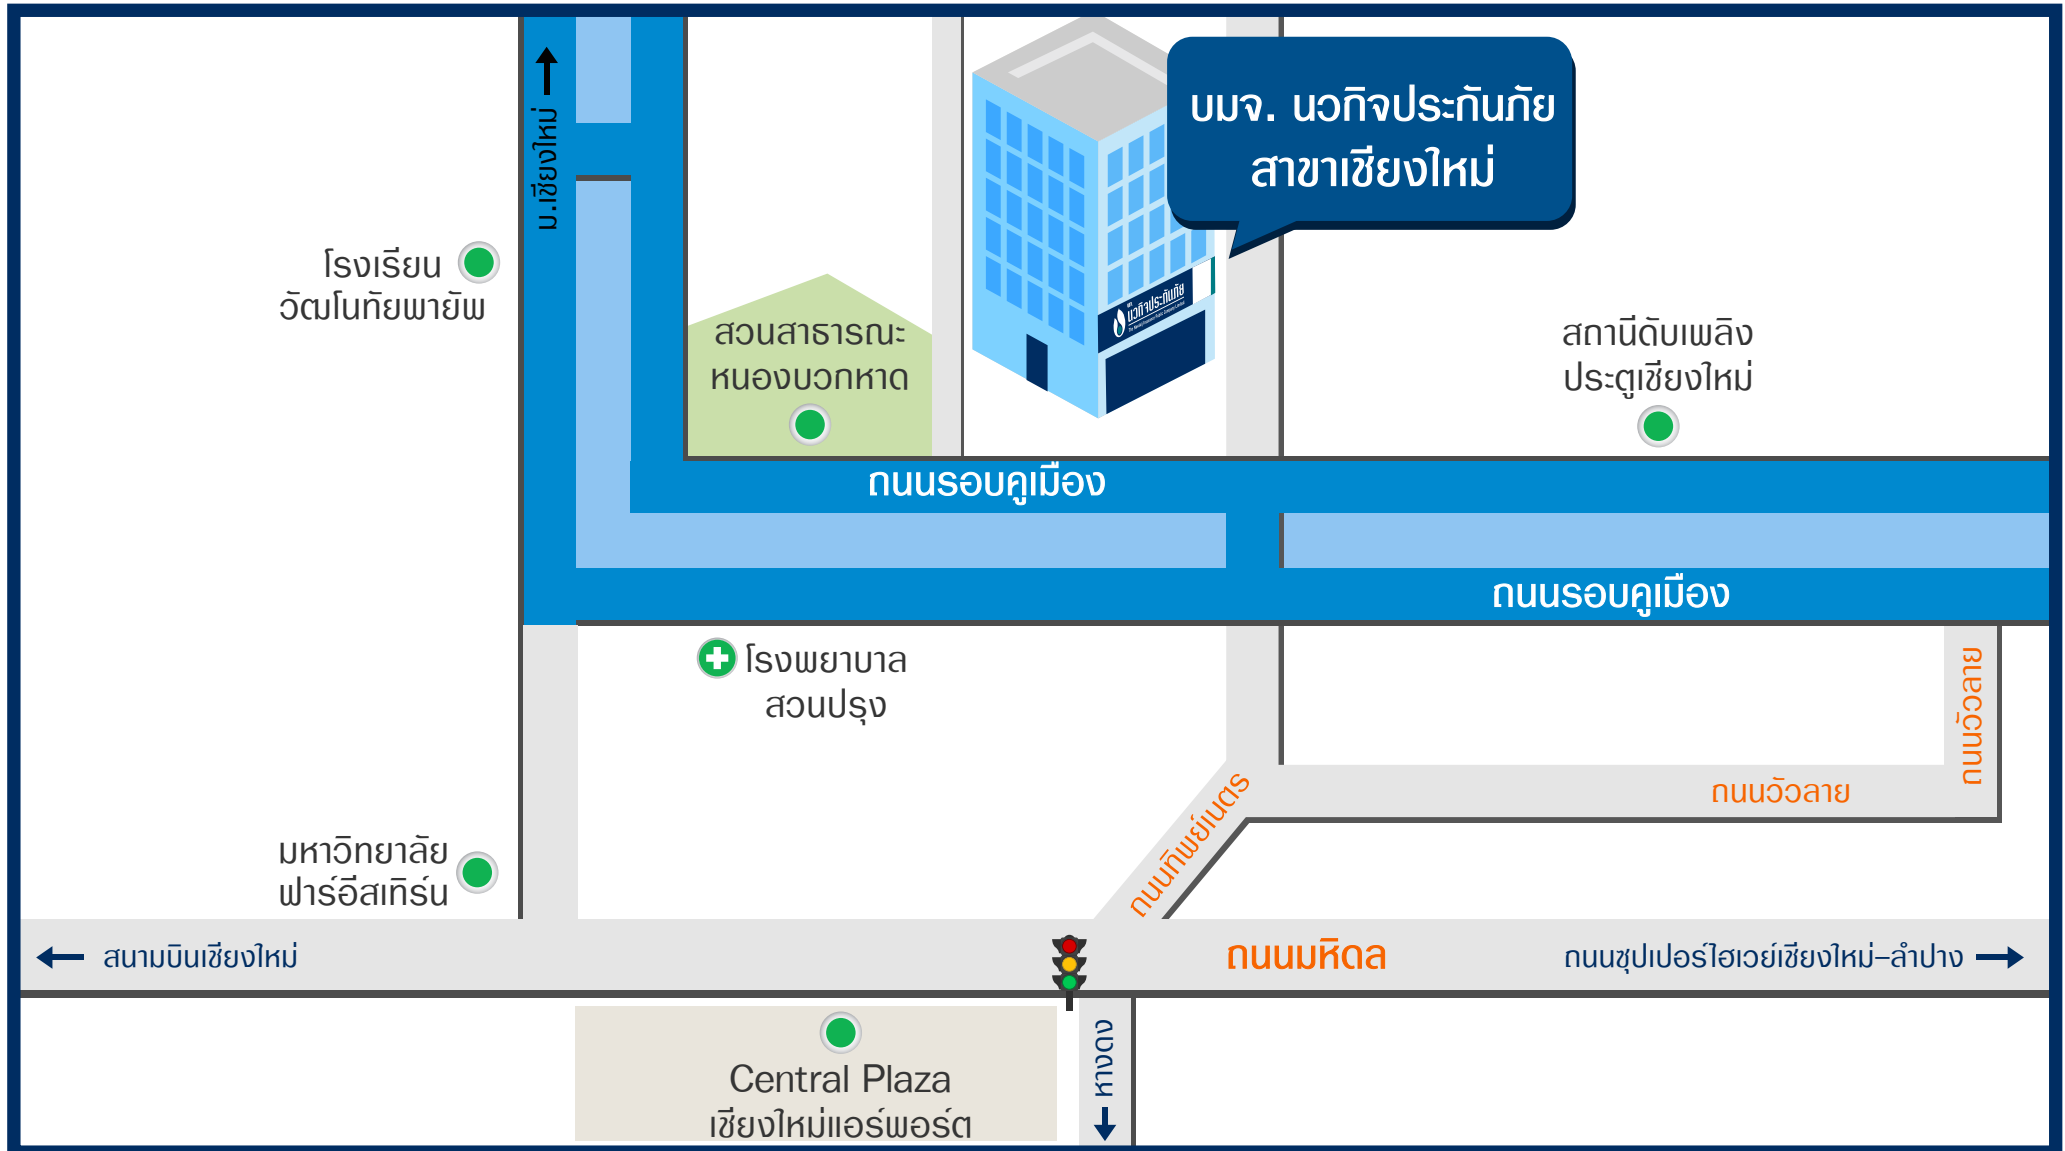 บมจ. นวกิจประกันภัย
สาขาเชียงใหม่
ม.เชียงใหม่
โรงเรียน
วัฒโนทัยพายัพ
สวนสาธารณะ
หนองบวกหาด
นวกิจประกันภัย
สถานีดับเพลิง
ประตูเชียงใหม่
ถนนรอบคูเมือง
ถนนรอบคูเมือง
โรงพยาบาล
สวนปรุง
ถนนวัวลาย
ถนนวัวลาย
ถนนทิพย์เนตร
มหาวิทยาลัย
ฟาร์อีสเทิร์น
สนามบินเชียงใหม่
ถนนมหิดล
ถนนซุปเปอร์ไฮเวย์เชียงใหม่–ลำปาง
หางดง
Central Plaza
เชียงใหม่แอร์พอร์ต